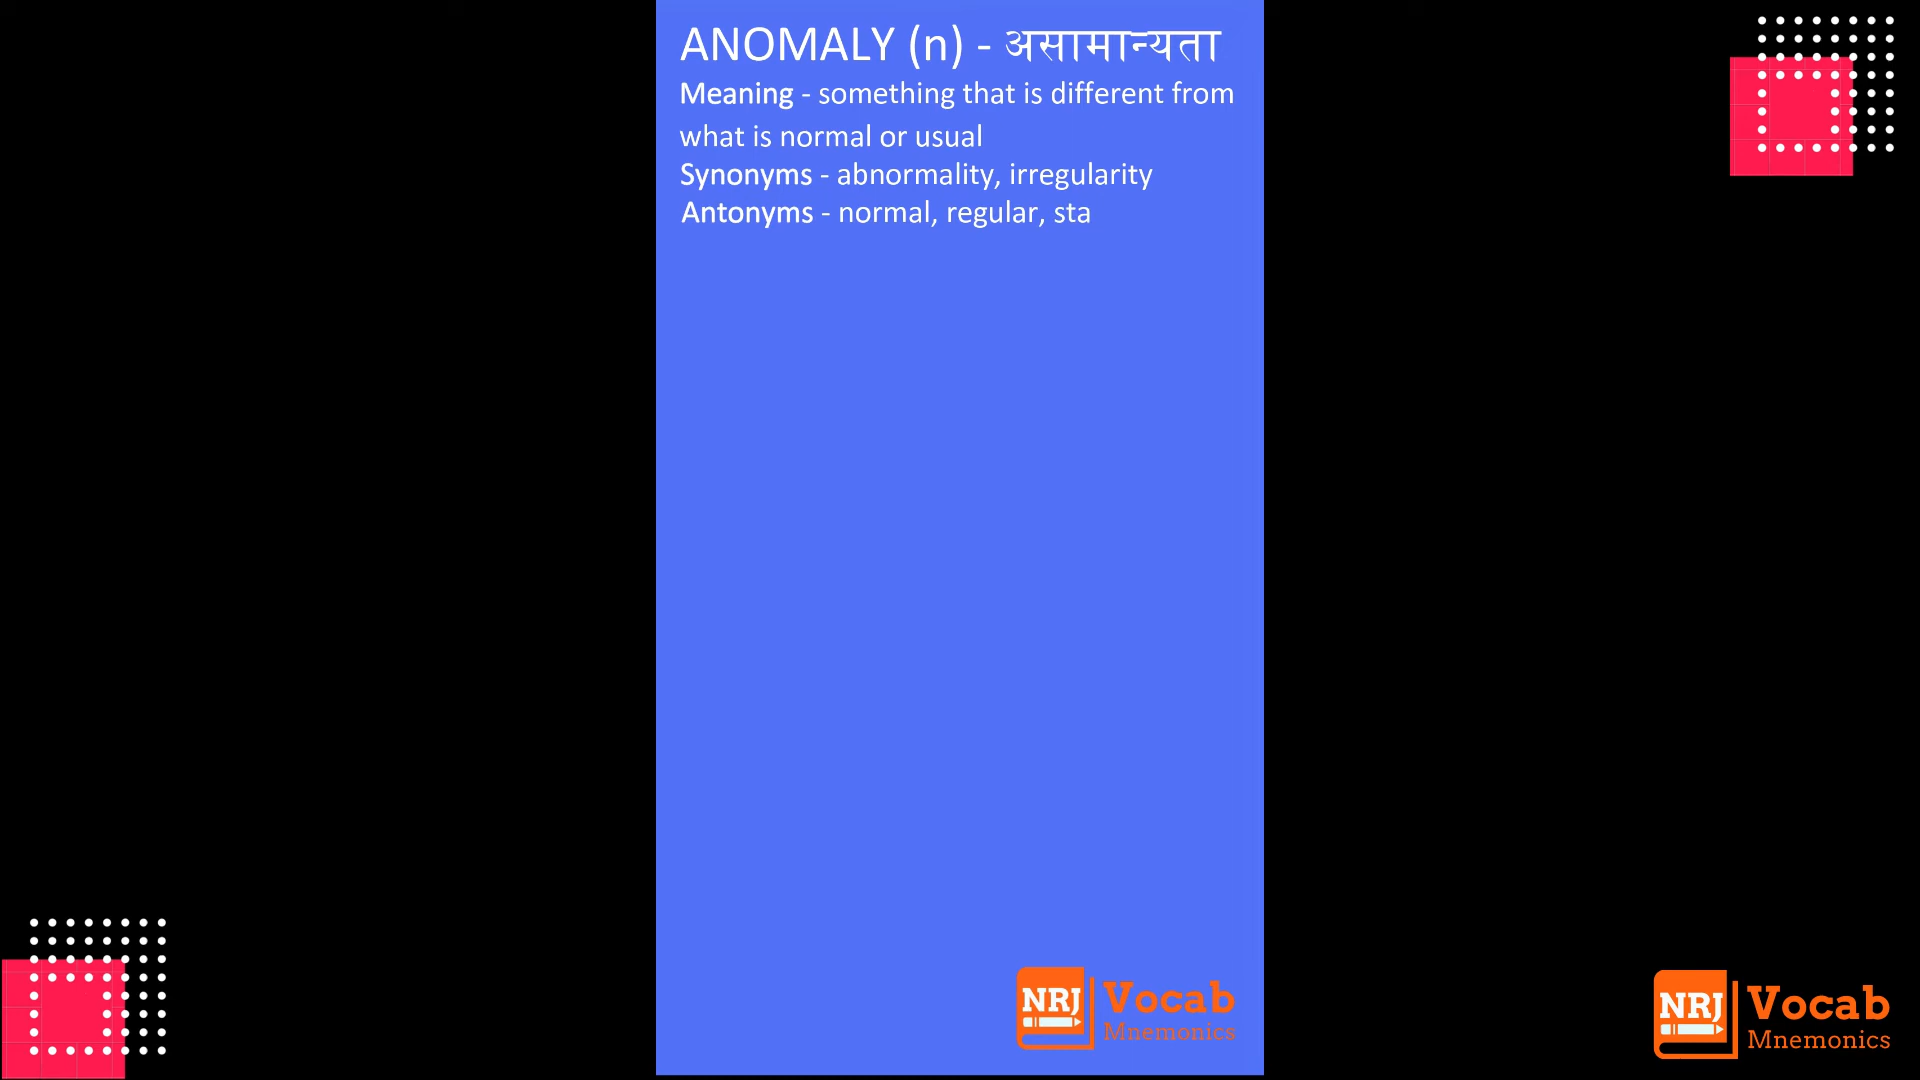 ANOMALY (n) - असामान्यता
Meaning - something that is different from
what is normal or usual
Synonyms - abnormality, irregularity
Antonyms - normal, regular, sta
NRJ Vocab
Mnemonics
NRJ Vocab
Mnemonics